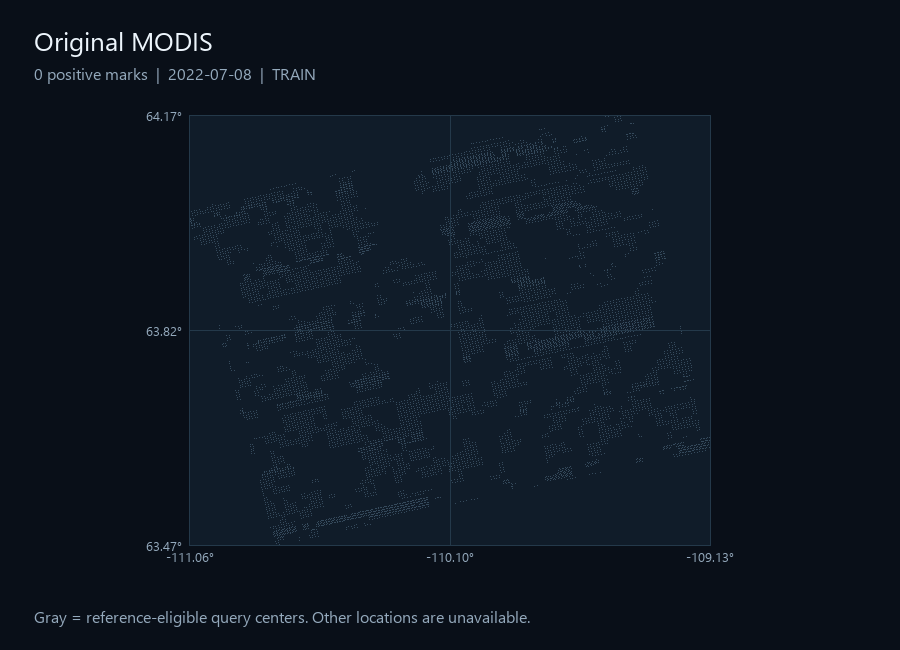 Original MODIS
0 positive marks | 2022-07-08 | TRAIN
64.17°
63.82°
63.47°
-111.06°
-110.10°
-109.13°
Gray = reference-eligible query centers. Other locations are unavailable.